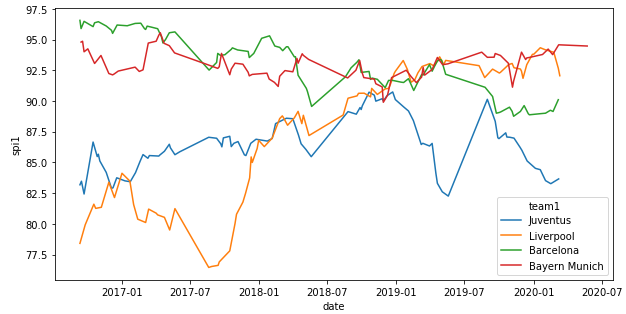 97.5
95.0
92.5
90.0
87.5
85.0
82.5
80.0
77.5
spi1
2017-01 2017-07 2018-01 2018-07 2019-01 2019-07 2020-01 2020-07
date
team1
Juventus
Liverpool
Barcelona
Bayern Munich